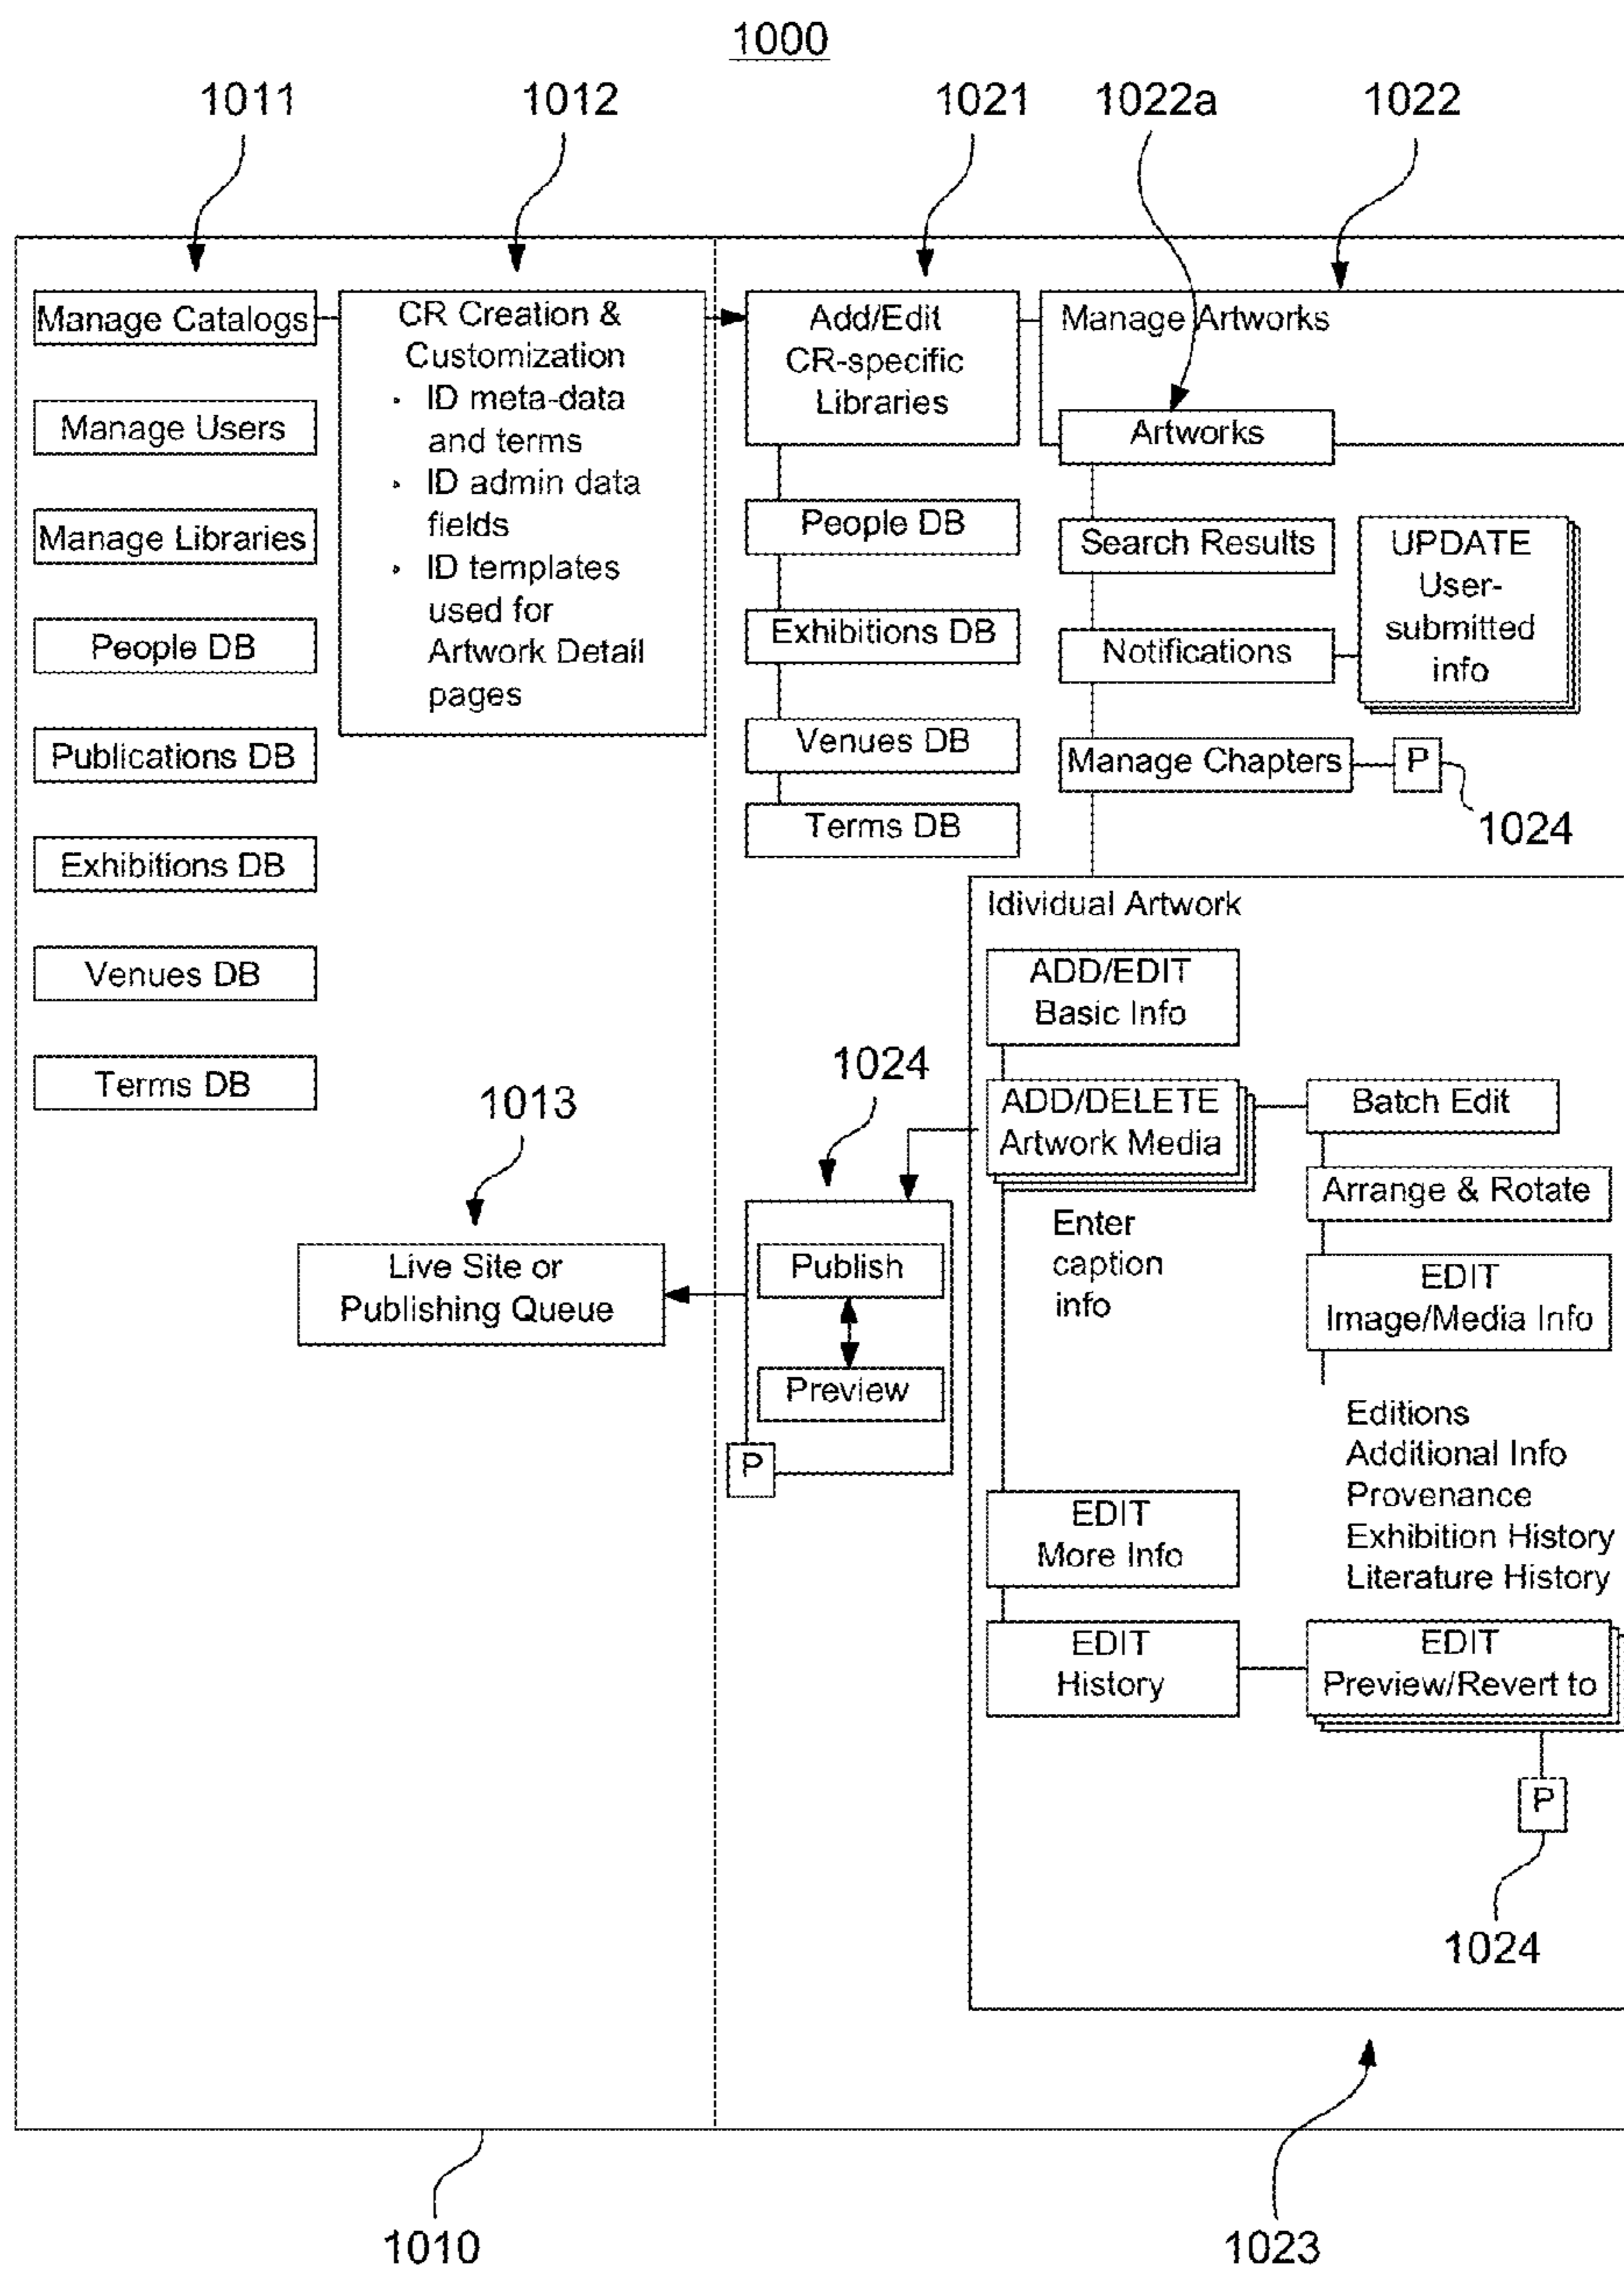 1000
1011
1012
1021
1022a
1022
Manage Catalogs
Manage Users
Manage Libraries
People DB
Publications DB
Exhibitions DB
Venues DB
Terms DB
CR Creation &
Customization
• ID meta-data
and terms
• ID admin data
fields
• ID templates
used for
Artwork Detail
pages
Add/Edit
CR-specific
Libraries
People DB
Exhibitions DB
Venues DB
Terms DB
Manage Artworks
Artworks
Search Results
Notifications
UPDATE
User-
submitted
info
Manage Chapters
P
1024
Idividual Artwork
ADD/EDIT
Basic Info
ADD/DELETE
Artwork Media
Enter
caption
info
Batch Edit
Arrange & Rotate
EDIT
Image/Media Info
Editions
Additional Info
Provenance
Exhibition History
Literature History
EDIT
More Info
EDIT
History
EDIT
Preview/Revert to
P
1024
1024
Publish
Preview
P
1013
Live Site or
Publishing Queue
1010
1023